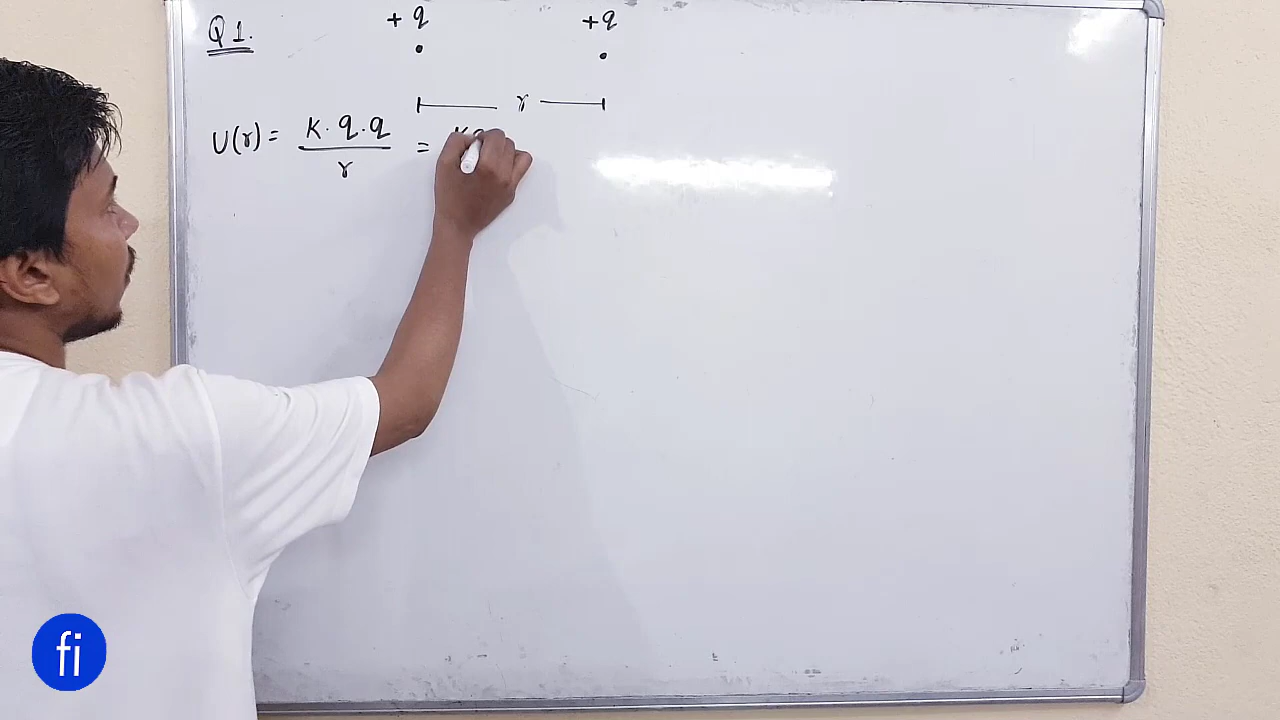 Q1.
+q +q
r
U(r) = K.q.q / r =
fi